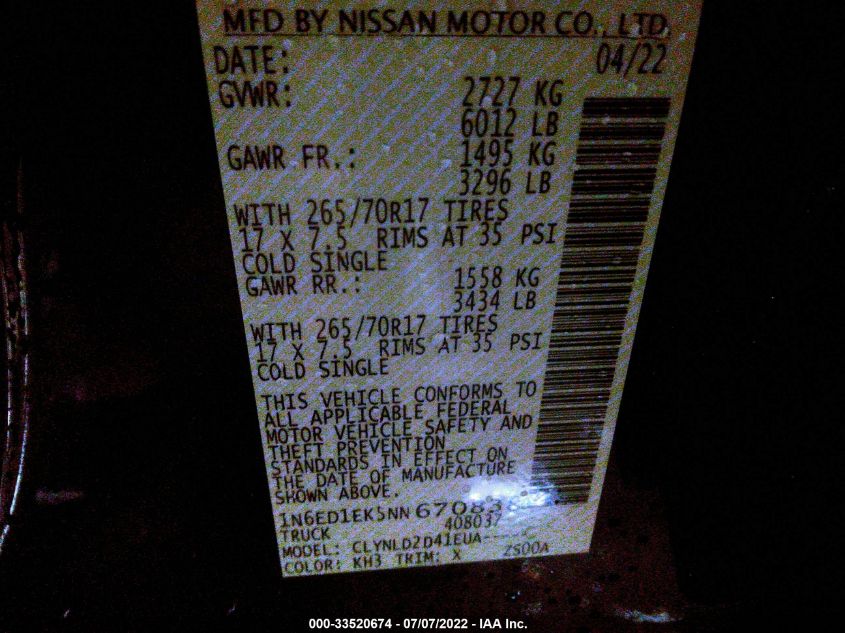 MFD BY NISSAN MOTOR CO., LTD.
DATE: 04/22
GVWR: 2727 KG
6012 LB
GAWR FR.: 1495 KG
3296 LB
WITH 265/70R17 TIRES
17 X 7.5 RIMS AT 35 PSI
COLD SINGLE
GAWR RR.: 1558 KG
3434 LB
WITH 265/70R17 TIRES
17 X 7.5 RIMS AT 35 PSI
COLD SINGLE
THIS VEHICLE CONFORMS TO
ALL APPLICABLE FEDERAL
MOTOR VEHICLE SAFETY AND
THEFT PREVENTION
STANDARDS IN EFFECT ON
THE DATE OF MANUFACTURE
SHOWN ABOVE.
1N6ED1EK5NN
408037
TRUCK
MODEL: CLYNLD2D41EUA-----C
COLOR: KH3 TRIM: X ZS00A
000-33520674 - 07/07/2022 - IAA Inc.